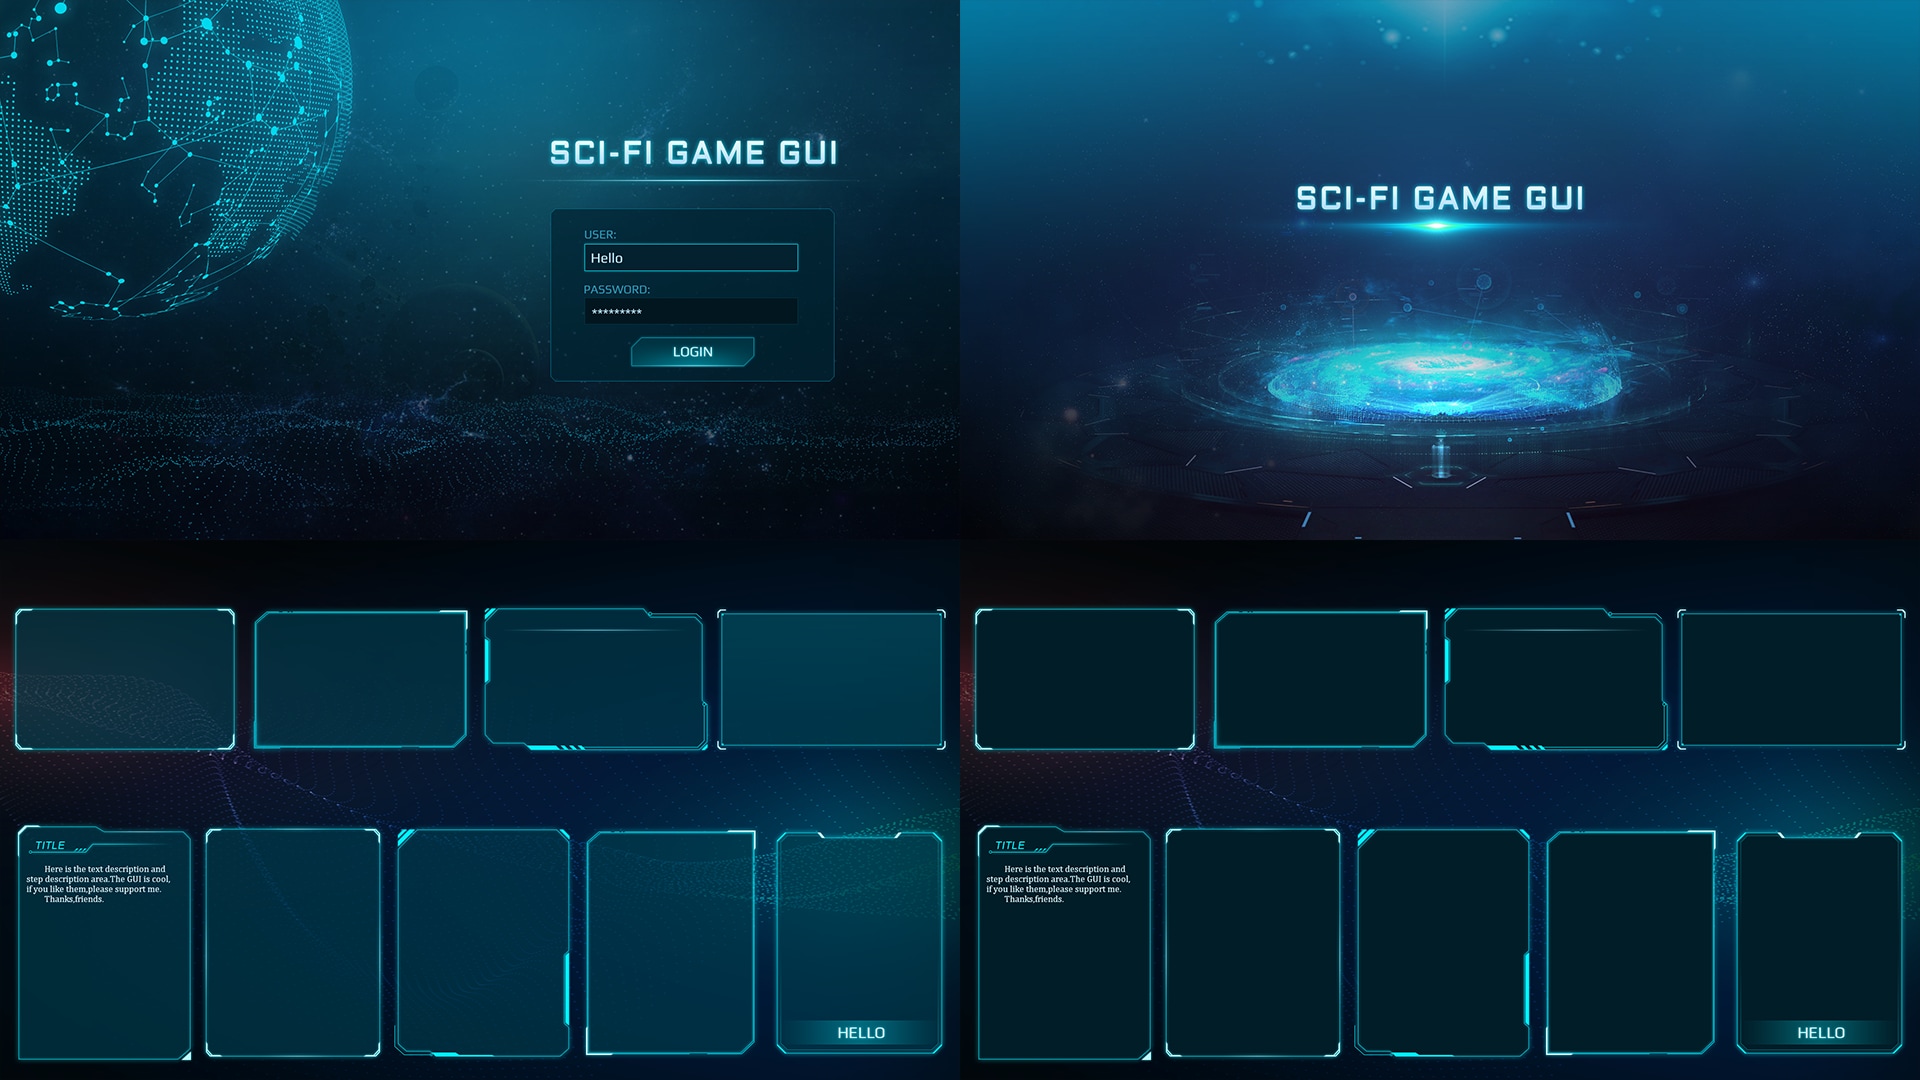 SCI-FI GAME GUI
USER:
Hello
PASSWORD:
*********
LOGIN
SCI-FI GAME GUI
TITLE
Here is the text description and
step description area.The GUI is cool,
if you like them,please support me.
Thanks,friends.
HELLO
TITLE
Here is the text description and
step description area.The GUI is cool,
if you like them,please support me.
Thanks,friends.
HELLO